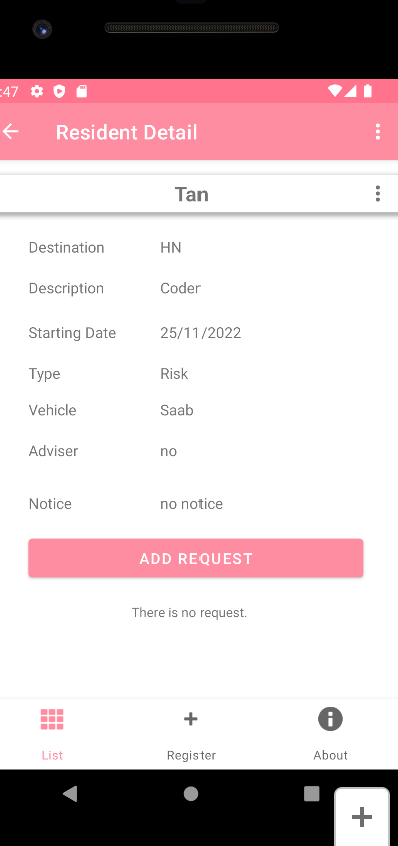 :47
Resident Detail
Tan
Destination HN
Description Coder
Starting Date 25/11/2022
Type Risk
Vehicle Saab
Adviser no
Notice no notice
ADD REQUEST
There is no request.
List Register About